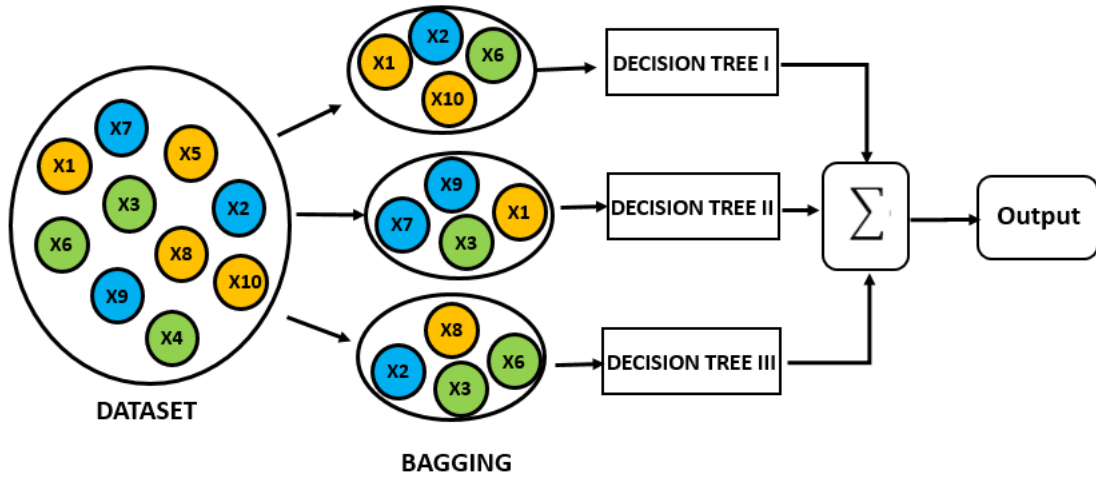 X7
X1
X5
X3
X2
X6
X8
X10
X9
X4
DATASET
X2
X1
X6
X10
X9
X7
X1
X3
X8
X2
X6
X3
BAGGING
DECISION TREE I
DECISION TREE II
DECISION TREE III
∑
Output